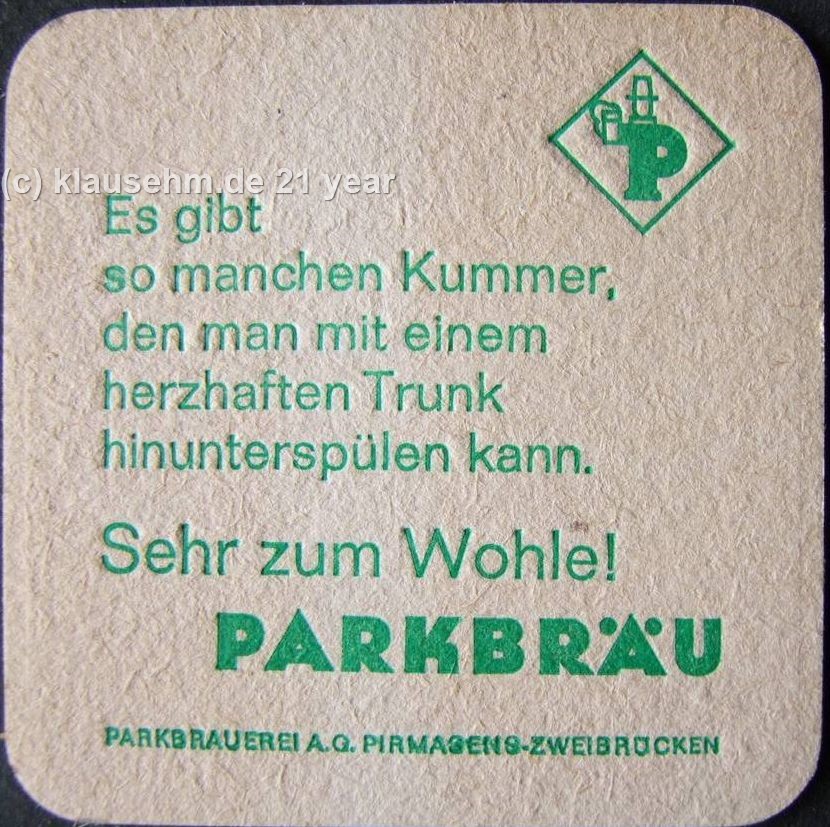 P
(c) klausehm.de 21 year
Es gibt
so manchen Kummer,
den man mit einem
herzhaften Trunk
hinunterspülen kann.
Sehr zum Wohle!
PARKBRÄU
PARKBRAUEREI A.G. PIRMASENS-ZWEIBRÜCKEN